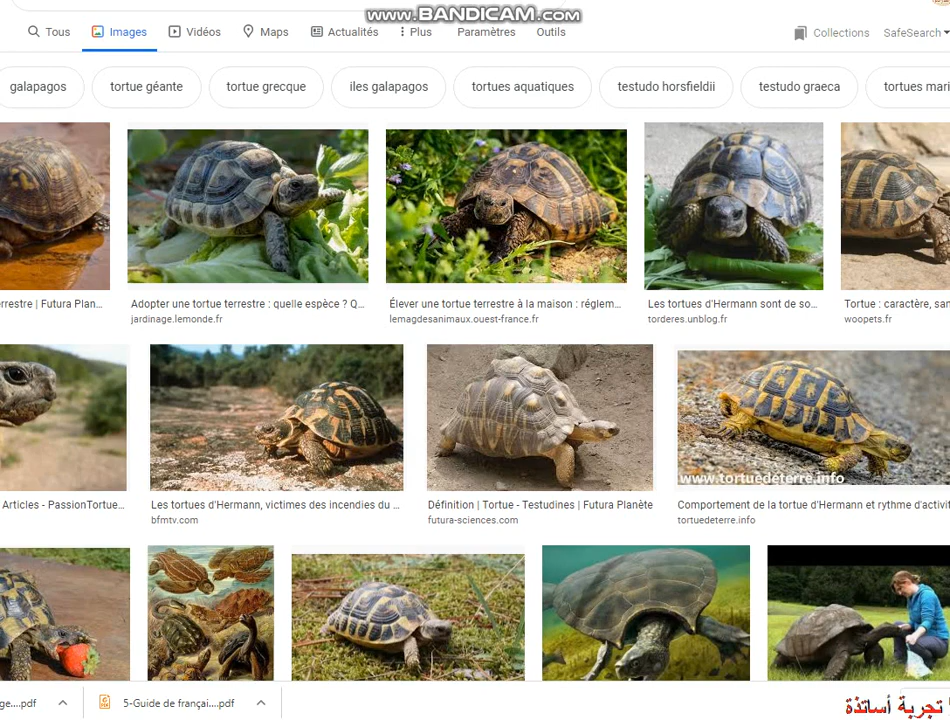 www.BANDICAM.com
Tous Images Vidéos Maps Actualités Plus Paramètres Outils Collections SafeSearch
galapagos tortue géante tortue grecque iles galapagos tortues aquatiques testudo horsfieldii testudo graeca tortues mari
rrestre | Futura Plan... Adopter une tortue terrestre : quelle espèce ? Q... Élever une tortue terrestre à la maison : réglem... Les tortues d'Hermann sont de so... Tortue : caractère, san
jardinage.lemonde.fr lemagdesanimaux.ouest-france.fr torderes.unblog.fr woopets.fr
www.tortuedeterre.info
Articles - PassionTortue... Les tortues d'Hermann, victimes des incendies du ... Définition | Tortue - Testudines | Futura Planète Comportement de la tortue d'Hermann et rythme d'activit
bfmtv.com futura-sciences.com tortuedeterre.info
ge....pdf 5-Guide de françai....pdf
تجربة أساتذة